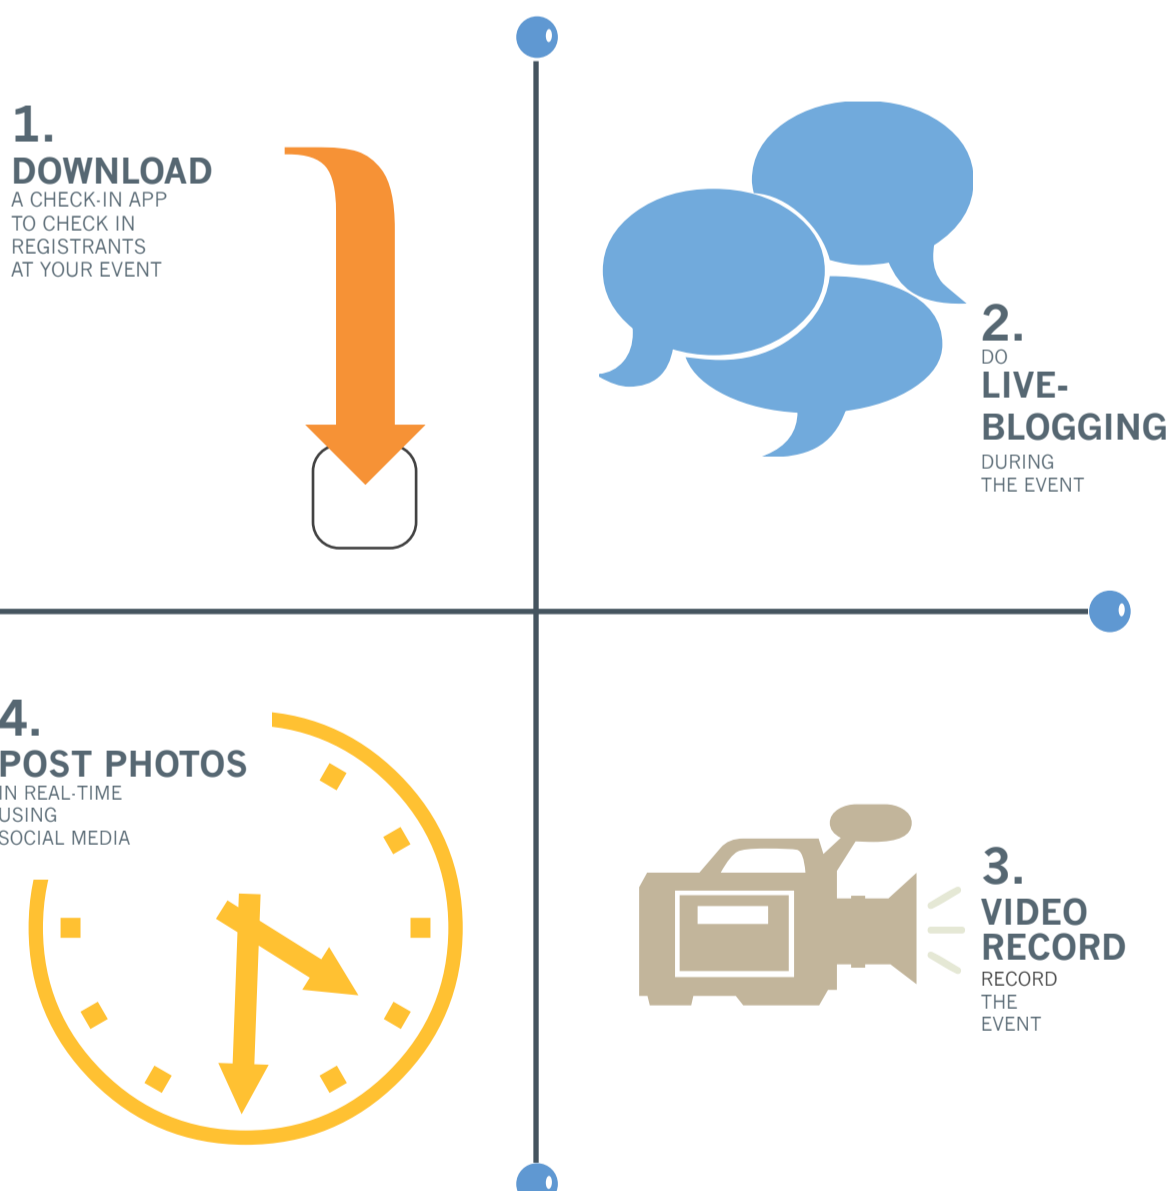 1.
DOWNLOAD
A CHECK-IN APP
TO CHECK IN
REGISTRANTS
AT YOUR EVENT
2.
DO
LIVE-
BLOGGING
DURING
THE EVENT
3.
VIDEO
RECORD
RECORD
THE
EVENT
4.
POST PHOTOS
IN REAL-TIME
USING
SOCIAL MEDIA